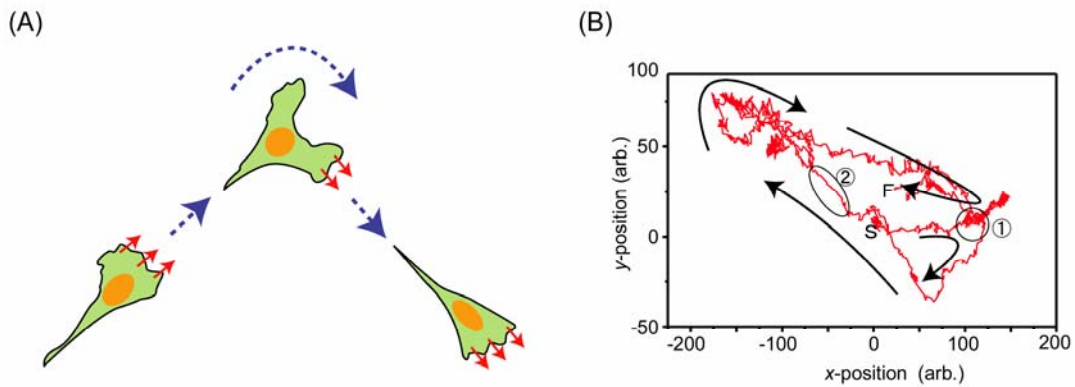 (A)
(B)
100
50
0
-50
y-position (arb.)
②
F
S
①
-200
-100
0
100
200
x-position (arb.)